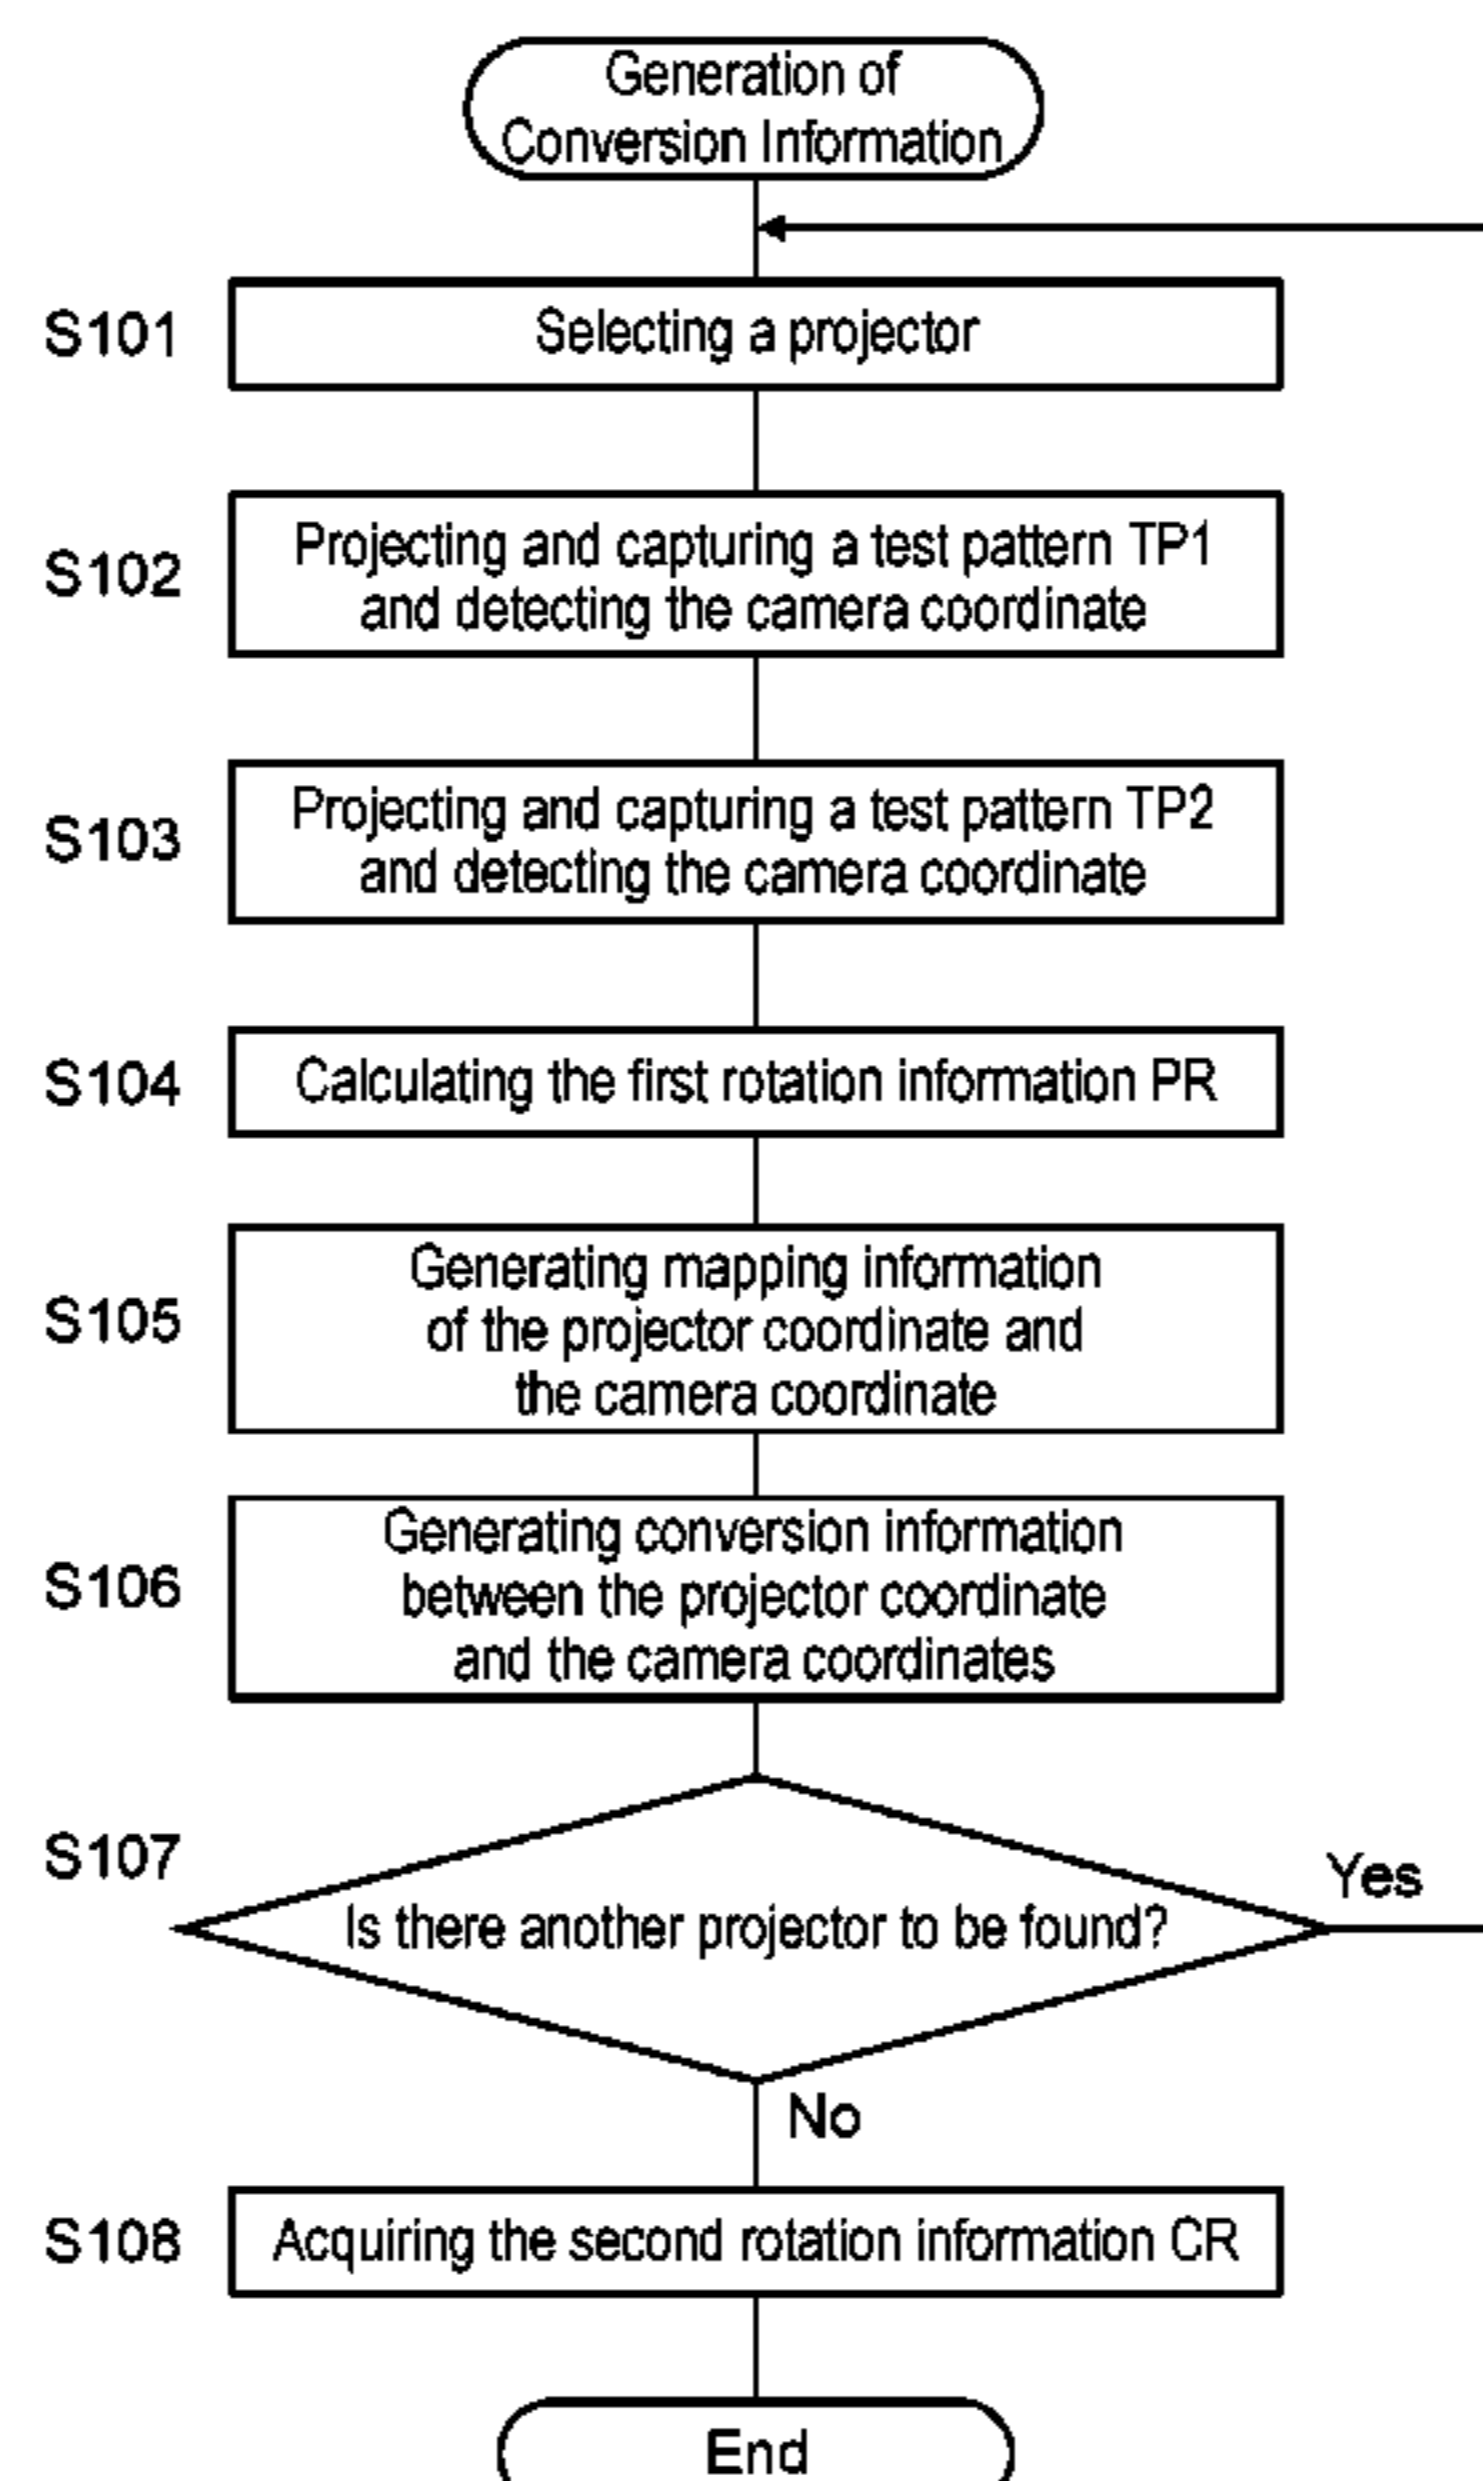 Generation of
Conversion Information
S101
Selecting a projector
S102
Projecting and capturing a test pattern TP1
and detecting the camera coordinate
S103
Projecting and capturing a test pattern TP2
and detecting the camera coordinate
S104
Calculating the first rotation information PR
S105
Generating mapping information
of the projector coordinate and
the camera coordinate
S106
Generating conversion information
between the projector coordinate
and the camera coordinates
S107
Is there another projector to be found?
Yes
No
S108
Acquiring the second rotation information CR
End